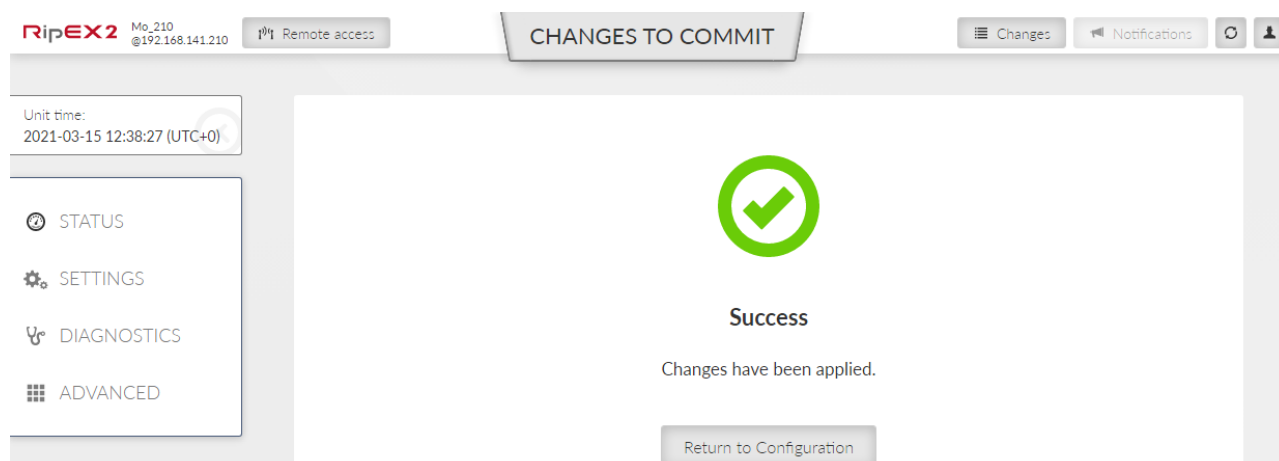 RipEX2
Mo_210
@192.168.141.210
Remote access
CHANGES TO COMMIT
Changes
Notifications
Unit time:
2021-03-15 12:38:27 (UTC+0)
STATUS
SETTINGS
DIAGNOSTICS
ADVANCED
Success
Changes have been applied.
Return to Configuration